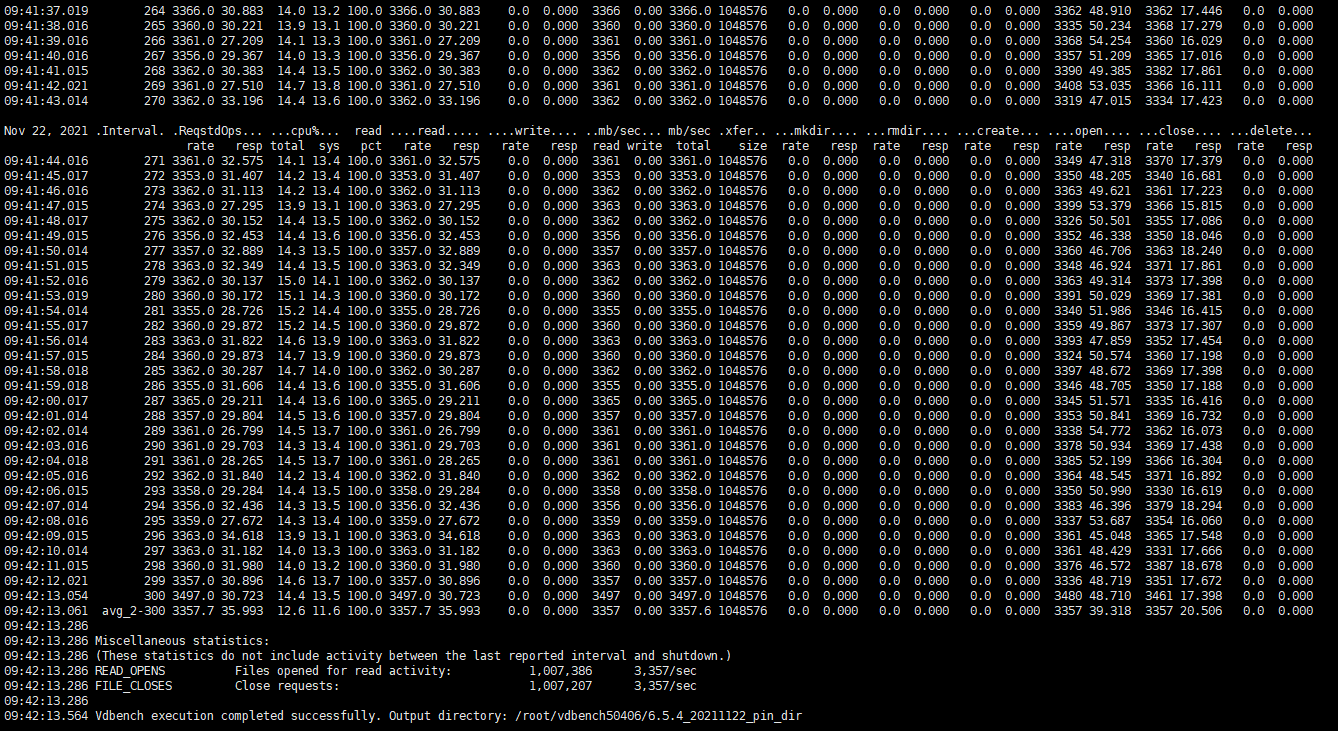 09:41:37.019 264 3366.0 30.883 14.0 13.2 100.0 3366.0 30.883 0.0 0.000 3366 0.00 3366.0 1048576 0.0 0.000 0.0 0.000 0.0 0.000 3362 48.910 3362 17.446 0.0 0.000
09:41:38.016 265 3360.0 30.221 13.9 13.1 100.0 3360.0 30.221 0.0 0.000 3360 0.00 3360.0 1048576 0.0 0.000 0.0 0.000 0.0 0.000 3335 50.234 3368 17.279 0.0 0.000
09:41:39.016 266 3361.0 27.209 14.1 13.3 100.0 3361.0 27.209 0.0 0.000 3361 0.00 3361.0 1048576 0.0 0.000 0.0 0.000 0.0 0.000 3368 54.254 3360 16.029 0.0 0.000
09:41:40.016 267 3356.0 29.367 14.0 13.3 100.0 3356.0 29.367 0.0 0.000 3356 0.00 3356.0 1048576 0.0 0.000 0.0 0.000 0.0 0.000 3357 51.209 3365 17.016 0.0 0.000
09:41:41.015 268 3362.0 30.383 14.4 13.5 100.0 3362.0 30.383 0.0 0.000 3362 0.00 3362.0 1048576 0.0 0.000 0.0 0.000 0.0 0.000 3390 49.385 3382 17.861 0.0 0.000
09:41:42.021 269 3361.0 27.510 14.7 13.8 100.0 3361.0 27.510 0.0 0.000 3361 0.00 3361.0 1048576 0.0 0.000 0.0 0.000 0.0 0.000 3408 53.035 3366 16.111 0.0 0.000
09:41:43.014 270 3362.0 33.196 14.4 13.6 100.0 3362.0 33.196 0.0 0.000 3362 0.00 3362.0 1048576 0.0 0.000 0.0 0.000 0.0 0.000 3319 47.015 3334 17.423 0.0 0.000
Nov 22, 2021 .Interval. .ReqstdOps... ...cpu%... read ....read..... ....write.... ..mb/sec... mb/sec .xfer.. ...mkdir.... ...rmdir.... ...create... ....open.... ...close.... ...delete...
rate resp total sys pct rate resp rate resp read write total size rate resp rate resp rate resp rate resp rate resp rate resp
09:41:44.016 271 3361.0 32.575 14.1 13.4 100.0 3361.0 32.575 0.0 0.000 3361 0.00 3361.0 1048576 0.0 0.000 0.0 0.000 0.0 0.000 3349 47.318 3370 17.379 0.0 0.000
09:41:45.017 272 3353.0 31.407 14.2 13.4 100.0 3353.0 31.407 0.0 0.000 3353 0.00 3353.0 1048576 0.0 0.000 0.0 0.000 0.0 0.000 3350 48.205 3340 16.681 0.0 0.000
09:41:46.016 273 3362.0 31.113 14.2 13.4 100.0 3362.0 31.113 0.0 0.000 3362 0.00 3362.0 1048576 0.0 0.000 0.0 0.000 0.0 0.000 3363 49.621 3361 17.223 0.0 0.000
09:41:47.015 274 3363.0 27.295 13.9 13.1 100.0 3363.0 27.295 0.0 0.000 3363 0.00 3363.0 1048576 0.0 0.000 0.0 0.000 0.0 0.000 3399 53.379 3366 15.815 0.0 0.000
09:41:48.017 275 3362.0 30.152 14.4 13.5 100.0 3362.0 30.152 0.0 0.000 3362 0.00 3362.0 1048576 0.0 0.000 0.0 0.000 0.0 0.000 3326 50.501 3355 17.086 0.0 0.000
09:41:49.015 276 3356.0 32.453 14.4 13.6 100.0 3356.0 32.453 0.0 0.000 3356 0.00 3356.0 1048576 0.0 0.000 0.0 0.000 0.0 0.000 3352 46.338 3350 18.046 0.0 0.000
09:41:50.014 277 3357.0 32.889 14.3 13.5 100.0 3357.0 32.889 0.0 0.000 3357 0.00 3357.0 1048576 0.0 0.000 0.0 0.000 0.0 0.000 3360 46.706 3363 18.240 0.0 0.000
09:41:51.015 278 3363.0 32.349 14.4 13.5 100.0 3363.0 32.349 0.0 0.000 3363 0.00 3363.0 1048576 0.0 0.000 0.0 0.000 0.0 0.000 3348 46.924 3371 17.861 0.0 0.000
09:41:52.016 279 3362.0 30.137 15.0 14.1 100.0 3362.0 30.137 0.0 0.000 3362 0.00 3362.0 1048576 0.0 0.000 0.0 0.000 0.0 0.000 3363 49.314 3373 17.398 0.0 0.000
09:41:53.019 280 3360.0 30.172 15.1 14.3 100.0 3360.0 30.172 0.0 0.000 3360 0.00 3360.0 1048576 0.0 0.000 0.0 0.000 0.0 0.000 3391 50.029 3369 17.381 0.0 0.000
09:41:54.014 281 3355.0 28.726 15.2 14.4 100.0 3355.0 28.726 0.0 0.000 3355 0.00 3355.0 1048576 0.0 0.000 0.0 0.000 0.0 0.000 3340 51.986 3346 16.415 0.0 0.000
09:41:55.017 282 3360.0 29.872 15.2 14.5 100.0 3360.0 29.872 0.0 0.000 3360 0.00 3360.0 1048576 0.0 0.000 0.0 0.000 0.0 0.000 3359 49.867 3373 17.307 0.0 0.000
09:41:56.014 283 3363.0 31.822 14.6 13.9 100.0 3363.0 31.822 0.0 0.000 3363 0.00 3363.0 1048576 0.0 0.000 0.0 0.000 0.0 0.000 3393 47.859 3352 17.454 0.0 0.000
09:41:57.015 284 3360.0 29.873 14.7 13.9 100.0 3360.0 29.873 0.0 0.000 3360 0.00 3360.0 1048576 0.0 0.000 0.0 0.000 0.0 0.000 3324 50.574 3360 17.198 0.0 0.000
09:41:58.018 285 3362.0 30.287 14.7 14.0 100.0 3362.0 30.287 0.0 0.000 3362 0.00 3362.0 1048576 0.0 0.000 0.0 0.000 0.0 0.000 3397 48.672 3369 17.398 0.0 0.000
09:41:59.018 286 3355.0 31.606 14.4 13.6 100.0 3355.0 31.606 0.0 0.000 3355 0.00 3355.0 1048576 0.0 0.000 0.0 0.000 0.0 0.000 3346 48.705 3350 17.188 0.0 0.000
09:42:00.017 287 3365.0 29.211 14.4 13.6 100.0 3365.0 29.211 0.0 0.000 3365 0.00 3365.0 1048576 0.0 0.000 0.0 0.000 0.0 0.000 3345 51.571 3335 16.416 0.0 0.000
09:42:01.014 288 3357.0 29.804 14.5 13.6 100.0 3357.0 29.804 0.0 0.000 3357 0.00 3357.0 1048576 0.0 0.000 0.0 0.000 0.0 0.000 3353 50.841 3369 16.732 0.0 0.000
09:42:02.014 289 3361.0 26.799 14.5 13.7 100.0 3361.0 26.799 0.0 0.000 3361 0.00 3361.0 1048576 0.0 0.000 0.0 0.000 0.0 0.000 3338 54.772 3362 16.073 0.0 0.000
09:42:03.016 290 3361.0 29.703 14.3 13.4 100.0 3361.0 29.703 0.0 0.000 3361 0.00 3361.0 1048576 0.0 0.000 0.0 0.000 0.0 0.000 3378 50.934 3369 17.438 0.0 0.000
09:42:04.018 291 3361.0 28.265 14.5 13.7 100.0 3361.0 28.265 0.0 0.000 3361 0.00 3361.0 1048576 0.0 0.000 0.0 0.000 0.0 0.000 3385 52.199 3366 16.304 0.0 0.000
09:42:05.016 292 3362.0 31.840 14.2 13.4 100.0 3362.0 31.840 0.0 0.000 3362 0.00 3362.0 1048576 0.0 0.000 0.0 0.000 0.0 0.000 3364 48.545 3371 16.892 0.0 0.000
09:42:06.015 293 3358.0 29.284 14.4 13.5 100.0 3358.0 29.284 0.0 0.000 3358 0.00 3358.0 1048576 0.0 0.000 0.0 0.000 0.0 0.000 3350 50.990 3330 16.619 0.0 0.000
09:42:07.014 294 3356.0 32.436 14.3 13.5 100.0 3356.0 32.436 0.0 0.000 3356 0.00 3356.0 1048576 0.0 0.000 0.0 0.000 0.0 0.000 3383 46.396 3379 18.294 0.0 0.000
09:42:08.016 295 3359.0 27.672 14.3 13.4 100.0 3359.0 27.672 0.0 0.000 3359 0.00 3359.0 1048576 0.0 0.000 0.0 0.000 0.0 0.000 3337 53.687 3354 16.060 0.0 0.000
09:42:09.015 296 3363.0 34.618 13.9 13.1 100.0 3363.0 34.618 0.0 0.000 3363 0.00 3363.0 1048576 0.0 0.000 0.0 0.000 0.0 0.000 3361 45.048 3365 17.548 0.0 0.000
09:42:10.014 297 3363.0 31.182 14.0 13.3 100.0 3363.0 31.182 0.0 0.000 3363 0.00 3363.0 1048576 0.0 0.000 0.0 0.000 0.0 0.000 3361 48.429 3331 17.666 0.0 0.000
09:42:11.015 298 3360.0 31.980 14.0 13.2 100.0 3360.0 31.980 0.0 0.000 3360 0.00 3360.0 1048576 0.0 0.000 0.0 0.000 0.0 0.000 3376 46.572 3387 18.678 0.0 0.000
09:42:12.021 299 3357.0 30.896 14.6 13.7 100.0 3357.0 30.896 0.0 0.000 3357 0.00 3357.0 1048576 0.0 0.000 0.0 0.000 0.0 0.000 3336 48.719 3351 17.672 0.0 0.000
09:42:13.054 300 3497.0 30.723 14.4 13.5 100.0 3497.0 30.723 0.0 0.000 3497 0.00 3497.0 1048576 0.0 0.000 0.0 0.000 0.0 0.000 3480 48.710 3461 17.398 0.0 0.000
09:42:13.061 avg_2-300 3357.7 35.993 12.6 11.6 100.0 3357.7 35.993 0.0 0.000 3357 0.00 3357.6 1048576 0.0 0.000 0.0 0.000 0.0 0.000 3357 39.318 3357 20.506 0.0 0.000
09:42:13.286
09:42:13.286 Miscellaneous statistics:
09:42:13.286 (These statistics do not include activity between the last reported interval and shutdown.)
09:42:13.286 READ_OPENS Files opened for read activity: 1,007,386 3,357/sec
09:42:13.286 FILE_CLOSES Close requests: 1,007,207 3,357/sec
09:42:13.286
09:42:13.564 Vdbench execution completed successfully. Output directory: /root/vdbench50406/6.5.4_20211122_pin_dir